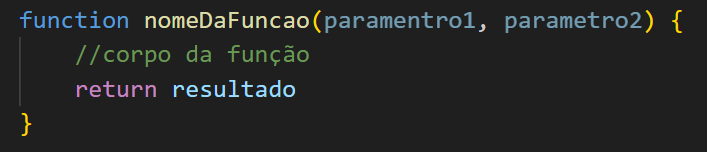 function nomeDaFuncao(paramentro1, parametro2) {
//corpo da função
return resultado
}